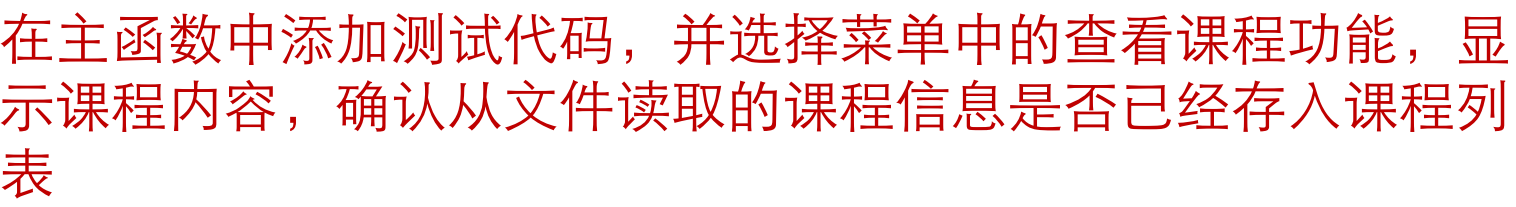 在主函数中添加测试代码，并选择菜单中的查看课程功能，显
示课程内容，确认从文件读取的课程信息是否已经存入课程列
表